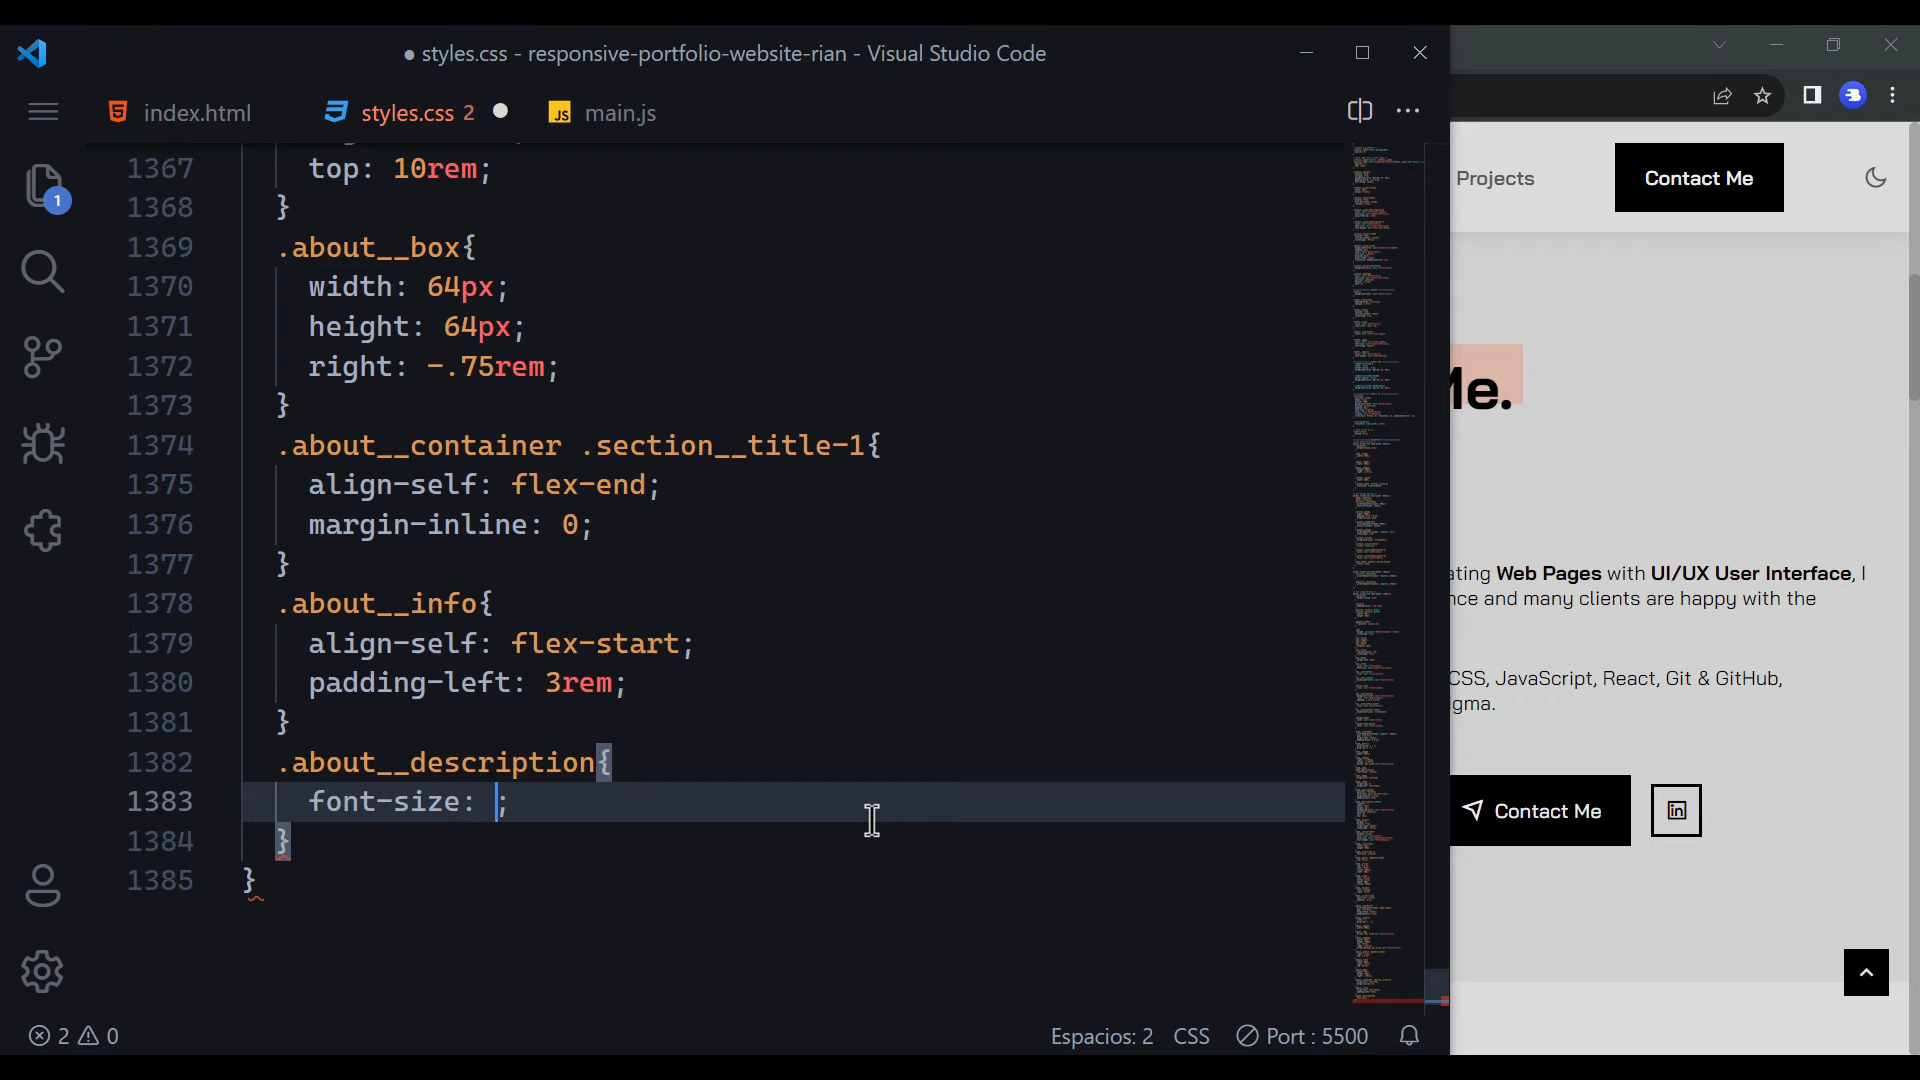 ● styles.css - responsive-portfolio-website-rian - Visual Studio Code
index.html
styles.css 2
JS main.js
1
1367 top: 10rem;
1368 }
1369 .about__box{
1370 width: 64px;
1371 height: 64px;
1372 right: -.75rem;
1373 }
1374 .about__container .section__title-1{
1375 align-self: flex-end;
1376 margin-inline: 0;
1377 }
1378 .about__info{
1379 align-self: flex-start;
1380 padding-left: 3rem;
1381 }
1382 .about__description{
1383 font-size: ;
1384 }
1385 }
2 0
Espacios: 2 CSS Port : 5500
Projects
Contact Me
Me.
ating Web Pages with UI/UX User Interface, I
nce and many clients are happy with the
CSS, JavaScript, React, Git & GitHub,
gma.
Contact Me
in